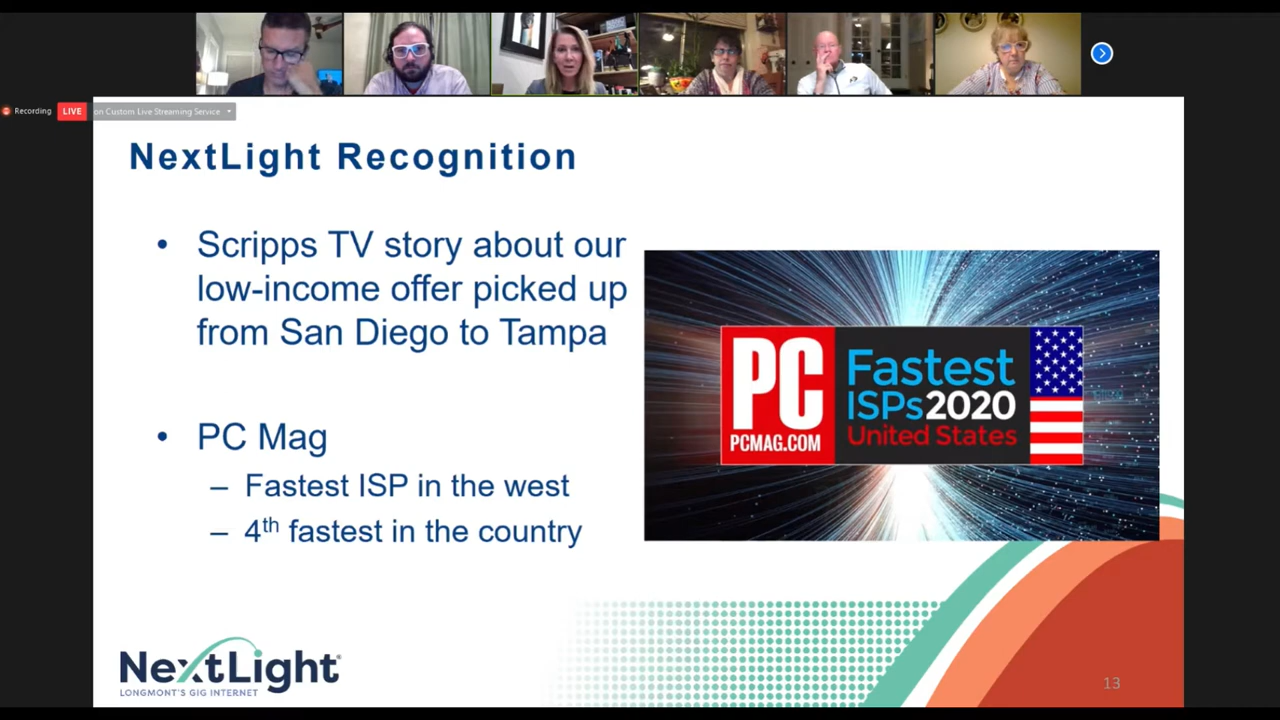 Recording
LIVE
on Custom Live Streaming Service
NextLight Recognition
• Scripps TV story about our
low-income offer picked up
from San Diego to Tampa
• PC Mag
– Fastest ISP in the west
– 4th fastest in the country
PC
PCMAG.COM
Fastest
ISPs2020
United States
NextLight®
LONGMONT'S GIG INTERNET
13